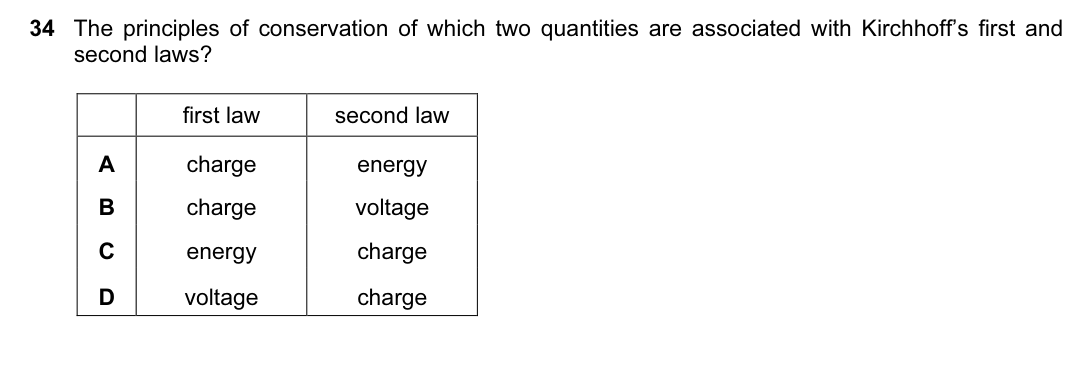 34 The principles of conservation of which two quantities are associated with Kirchhoff's first and
second laws?
first law second law
A charge energy
B charge voltage
C energy charge
D voltage charge